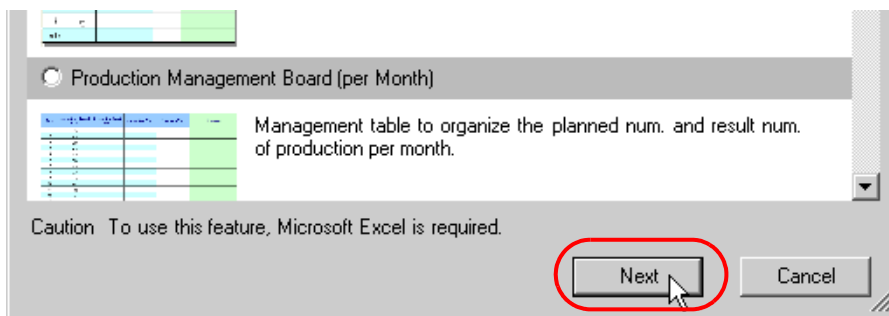 Production Management Board (per Month)
Management table to organize the planned num. and result num.
of production per month.
Caution To use this feature, Microsoft Excel is required.
Next
Cancel